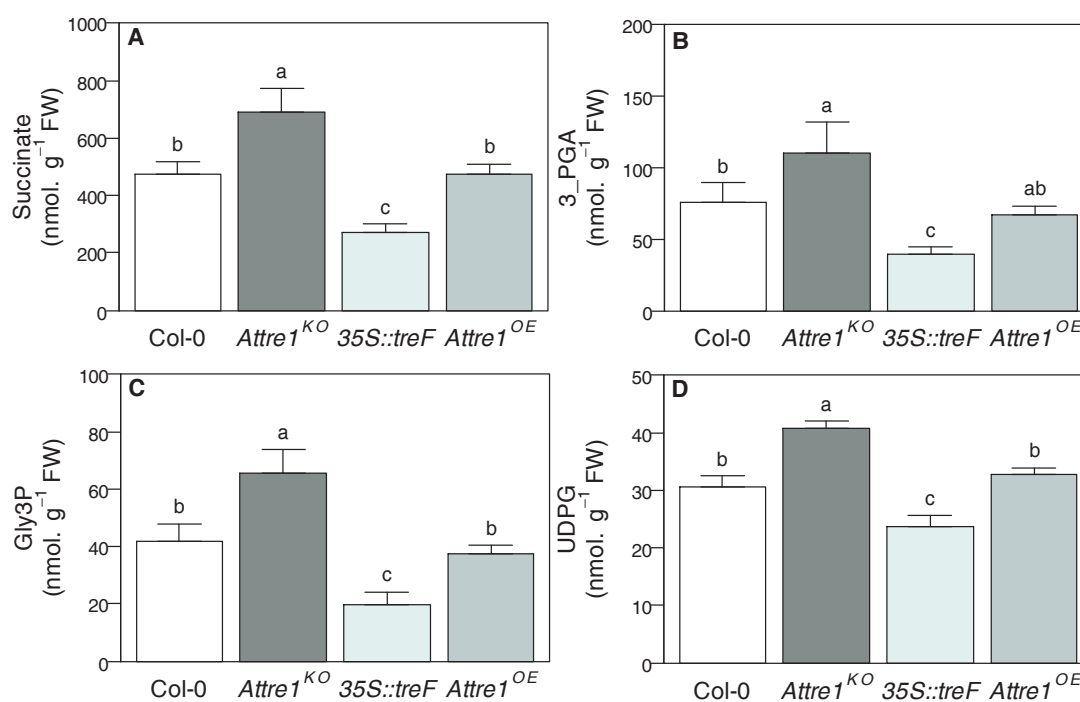 A
Succinate
(nmol. g⁻¹ FW)
1000
800
600
400
200
0
b
a
c
b
Col-0 Attre1^KO 35S::treF Attre1^OE
B
3_PGA
(nmol. g⁻¹ FW)
200
150
100
50
0
b
a
c
ab
Col-0 Attre1^KO 35S::treF Attre1^OE
C
Gly3P
(nmol. g⁻¹ FW)
100
80
60
40
20
0
b
a
c
b
Col-0 Attre1^KO 35S::treF Attre1^OE
D
UDPG
(nmol. g⁻¹ FW)
50
40
30
20
10
0
b
a
c
b
Col-0 Attre1^KO 35S::treF Attre1^OE